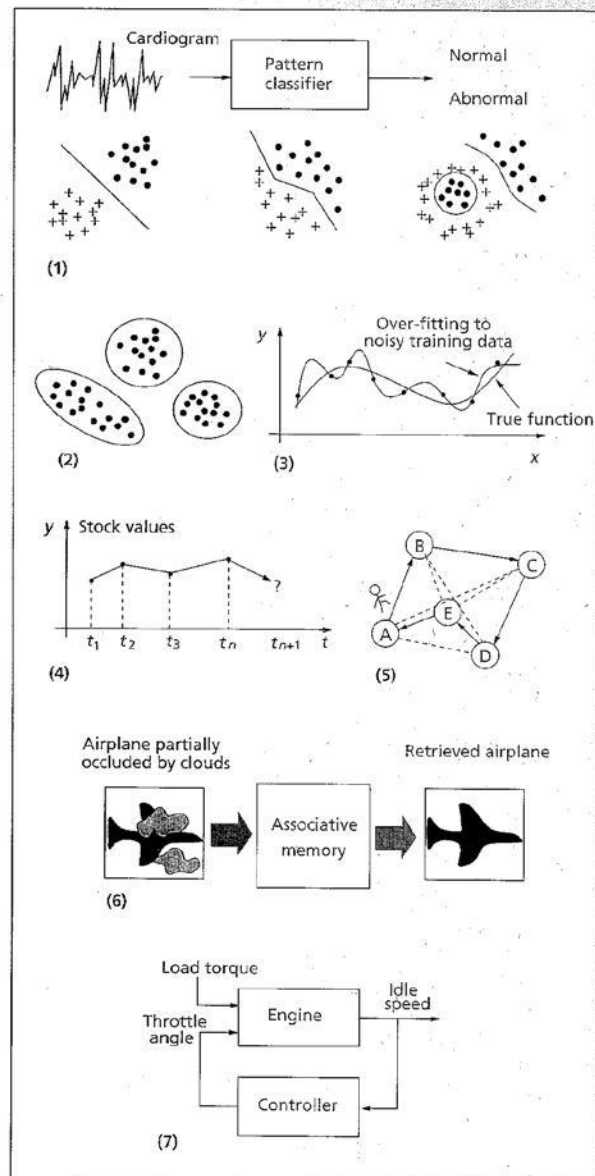 Cardiogram
Pattern
classifier
Normal
Abnormal
(1)
(2)
y
Over-fitting to
noisy training data
True function
x
(3)
y
Stock values
?
t1 t2 t3 tn tn+1 t
(4)
B
C
A
E
D
(5)
Airplane partially
occluded by clouds
Retrieved airplane
Associative
memory
(6)
Load torque
Throttle
angle
Engine
Idle
speed
Controller
(7)